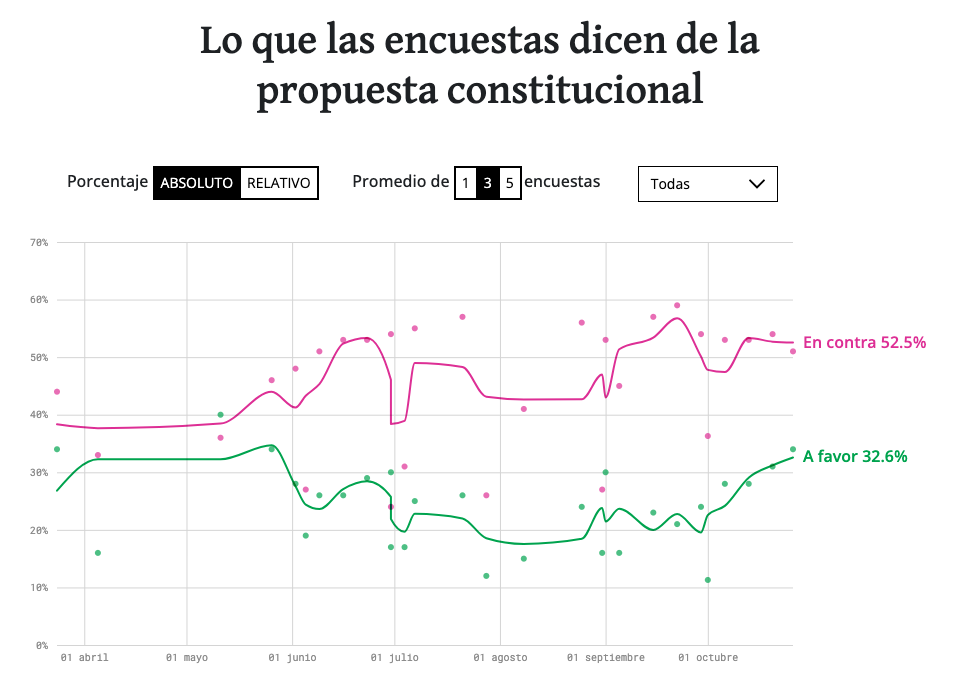 Lo que las encuestas dicen de la
propuesta constitucional
Porcentaje ABSOLUTO RELATIVO Promedio de 1 3 5 encuestas Todas
70%
60%
50%
40%
30%
20%
10%
0%
En contra 52.5%
A favor 32.6%
01 abril 01 mayo 01 junio 01 julio 01 agosto 01 septiembre 01 octubre